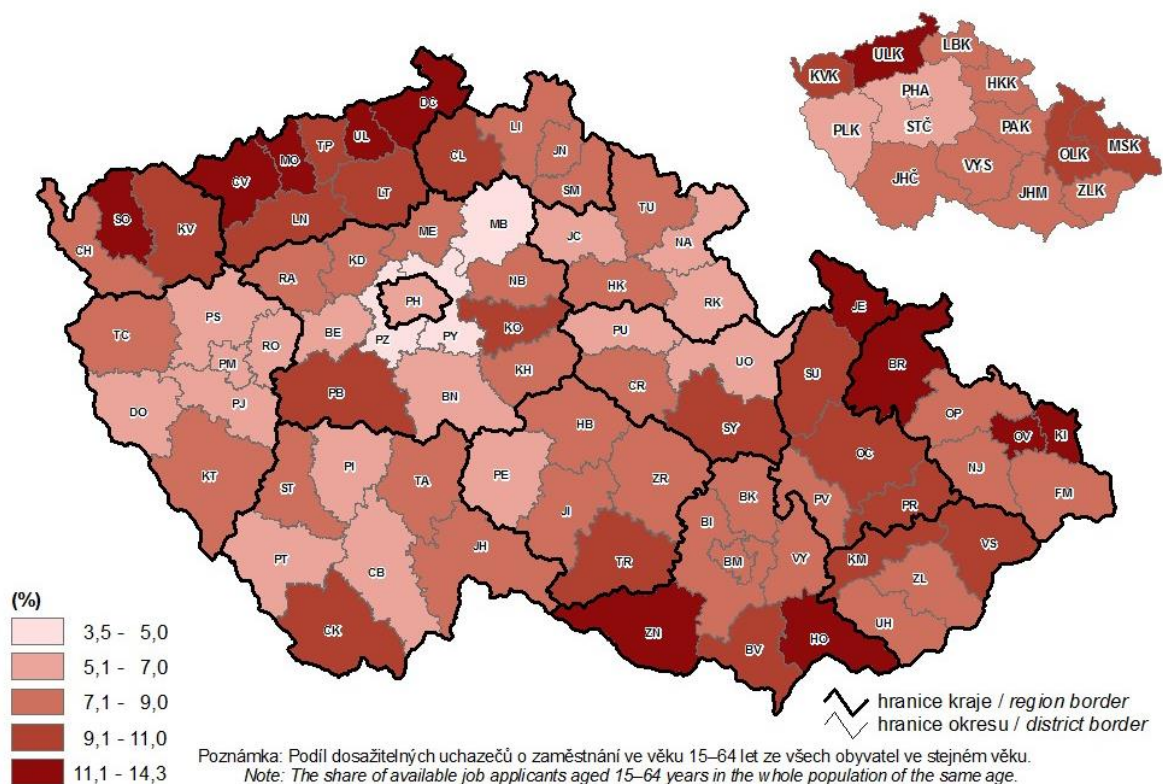 LBK
ULK
KVK
HKK
PHA
STČ
PAK
PLK
MSK
OLK
VYS
JHČ
ZLK
JHM
DČ
UL
TP
MO
LI
JN
CL
CV
SM
LT
SO
KV
LN
TU
MB
CH
ME
JC
NA
KD
RA
NB
HK
PH
RK
JE
PS
TC
BE
RO
KO
PU
PZ
PY
UO
BR
PM
KH
SU
CR
PB
BN
DO
PJ
OP
SY
HB
OV
KI
OČ
PI
PE
NJ
KT
ST
TA
ZR
BK
FM
PV
PR
JI
BI
JH
VS
KM
PT
TR
BM
VY
CB
ZL
UH
CK
ZN
HO
BV
(%)
3,5 - 5,0
5,1 - 7,0
7,1 - 9,0
9,1 - 11,0
11,1 - 14,3
hranice kraje / region border
hranice okresu / district border
Poznámka: Podíl dosažitelných uchazečů o zaměstnání ve věku 15–64 let ze všech obyvatel ve stejném věku.
Note: The share of available job applicants aged 15–64 years in the whole population of the same age.